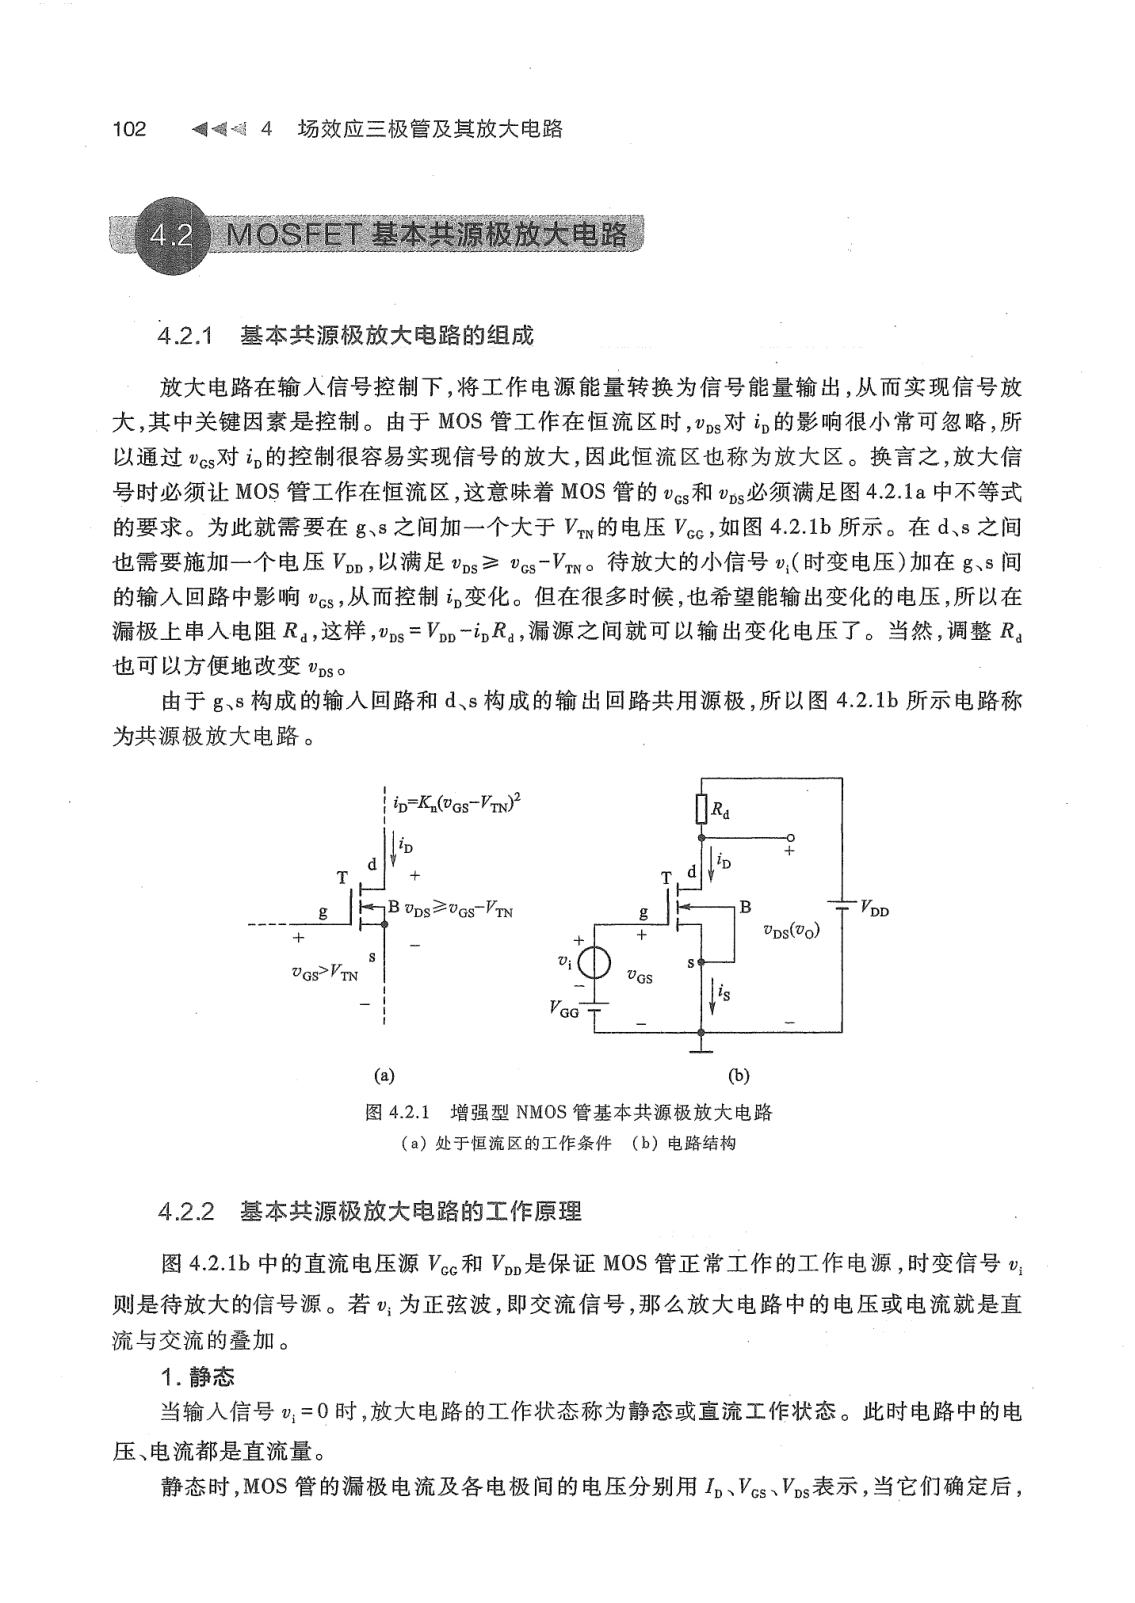 102 4 场效应三极管及其放大电路
4.2 MOSFET 基本共源极放大电路
4.2.1 基本共源极放大电路的组成
放大电路在输入信号控制下,将工作电源能量转换为信号能量输出,从而实现信号放
大,其中关键因素是控制。由于 MOS 管工作在恒流区时,vDS对 iD的影响很小常可忽略,所
以通过 vGS对 iD的控制很容易实现信号的放大,因此恒流区也称为放大区。换言之,放大信
号时必须让 MOS 管工作在恒流区,这意味着 MOS 管的 vGS和 vDS必须满足图 4.2.1a 中不等式
的要求。为此就需要在 g、s 之间加一个大于 VTN的电压 VGG,如图 4.2.1b 所示。在 d、s 之间
也需要施加一个电压 VDD,以满足 vDS≥ vGS-VTN。待放大的小信号 vi(时变电压)加在 g、s 间
的输入回路中影响 vGS,从而控制 iD变化。但在很多时候,也希望能输出变化的电压,所以在
漏极上串入电阻 Rd,这样,vDS=VDD-iDRd,漏源之间就可以输出变化电压了。当然,调整 Rd
也可以方便地改变 vDS。
由于 g、s 构成的输入回路和 d、s 构成的输出回路共用源极,所以图 4.2.1b 所示电路称
为共源极放大电路。
iD=Kn(vGS-VTN)²
iD
d
+
T
g
B vDS≥vGS-VTN
+
−
s
vGS>VTN
−
(a)
Rd
+
iD
d
T
g
B
VDD
vDS(vO)
+
+
vi
s
vGS
−
iS
VGG
−
−
(b)
图 4.2.1 增强型 NMOS 管基本共源极放大电路
(a) 处于恒流区的工作条件 (b) 电路结构
4.2.2 基本共源极放大电路的工作原理
图 4.2.1b 中的直流电压源 VGG和 VDD是保证 MOS 管正常工作的工作电源,时变信号 vi
则是待放大的信号源。若 vi 为正弦波,即交流信号,那么放大电路中的电压或电流就是直
流与交流的叠加。
1. 静态
当输入信号 vi=0 时,放大电路的工作状态称为静态或直流工作状态。此时电路中的电
压、电流都是直流量。
静态时,MOS 管的漏极电流及各电极间的电压分别用 ID、VGS、VDS表示,当它们确定后,